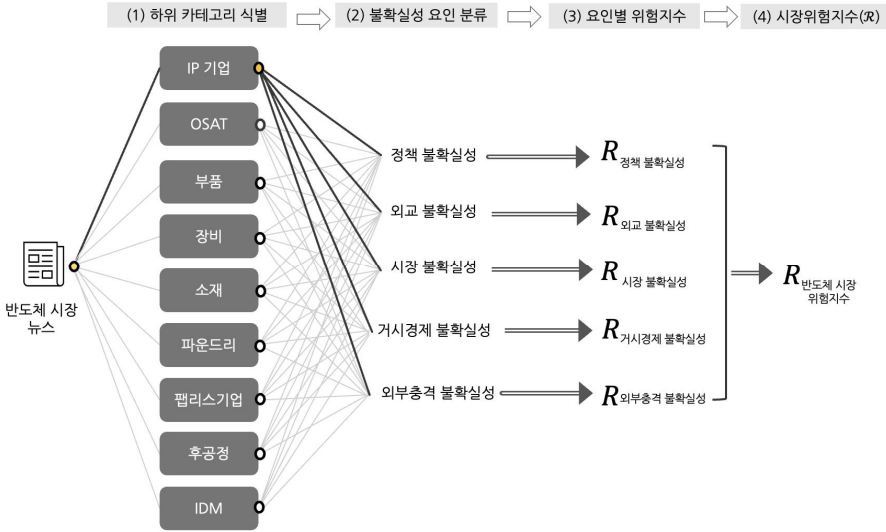 (1) 하위 카테고리 식별
(2) 불확실성 요인 분류
(3) 요인별 위험지수
(4) 시장위험지수(𝓡)
반도체 시장
뉴스
IP 기업
OSAT
부품
장비
소재
파운드리
팹리스기업
후공정
IDM
정책 불확실성
외교 불확실성
시장 불확실성
거시경제 불확실성
외부충격 불확실성
R 정책 불확실성
R 외교 불확실성
R 시장 불확실성
R 거시경제 불확실성
R 외부충격 불확실성
R 반도체 시장
위험지수